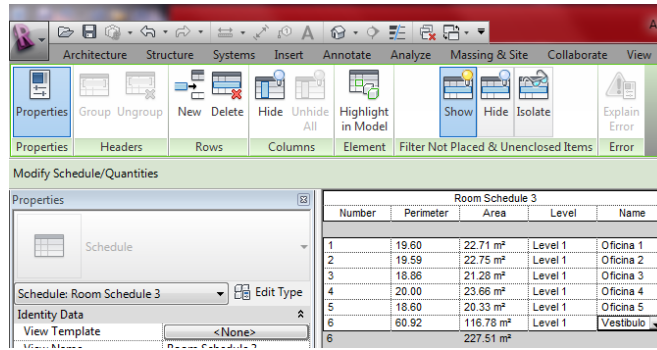 A
Architecture Structure Systems Insert Annotate Analyze Massing & Site Collaborate View
Properties Group Ungroup New Delete Hide Unhide All Highlight in Model Show Hide Isolate Explain Error
Properties Headers Rows Columns Element Filter Not Placed & Unenclosed Items Error
Modify Schedule/Quantities
Properties
Schedule
Schedule: Room Schedule 3 Edit Type
Identity Data
View Template <None>
View Name Room Schedule 3
Room Schedule 3
Number Perimeter Area Level Name
1 19.60 22.71 m² Level 1 Oficina 1
2 19.59 22.75 m² Level 1 Oficina 2
3 18.86 21.28 m² Level 1 Oficina 3
4 20.00 23.66 m² Level 1 Oficina 4
5 18.60 20.33 m² Level 1 Oficina 5
6 60.92 116.78 m² Level 1 Vestibulo
6 227.51 m²